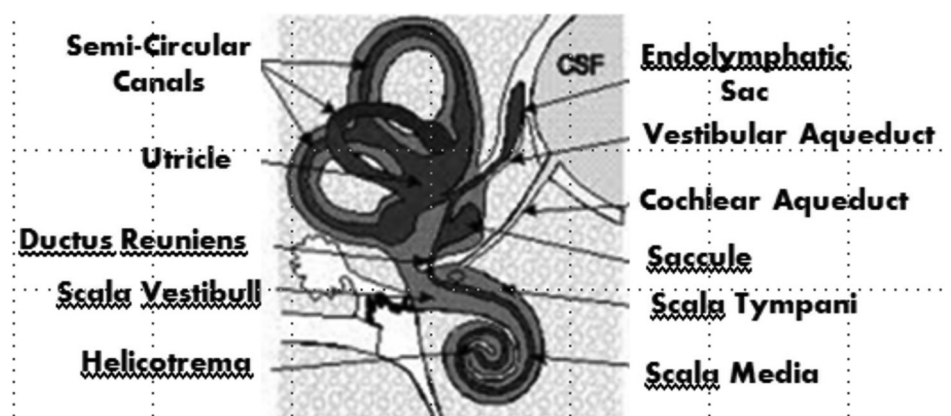 Semi-Circular
Canals
Utricle
Ductus Reuniens
Scala Vestibull
Helicotrema
CSF
Endolymphatic
Sac
Vestibular Aqueduct
Cochlear Aqueduct
Saccule
Scala Tympani
Scala Media